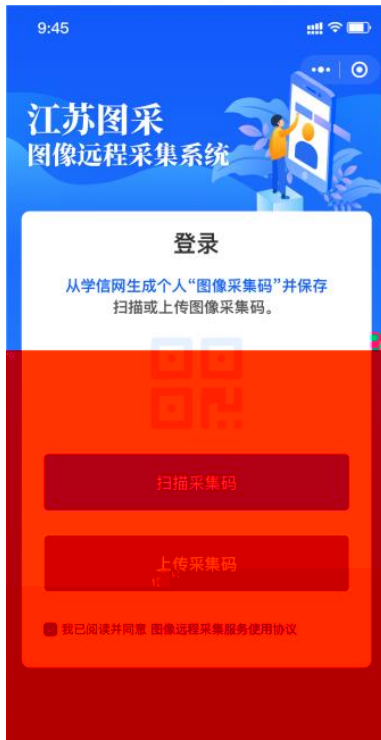 9:45
江苏图采
图像远程采集系统
登录
从学信网生成个人“图像采集码”并保存
扫描或上传图像采集码。
扫描采集码
上传采集码
我已阅读并同意 图像远程采集服务使用协议